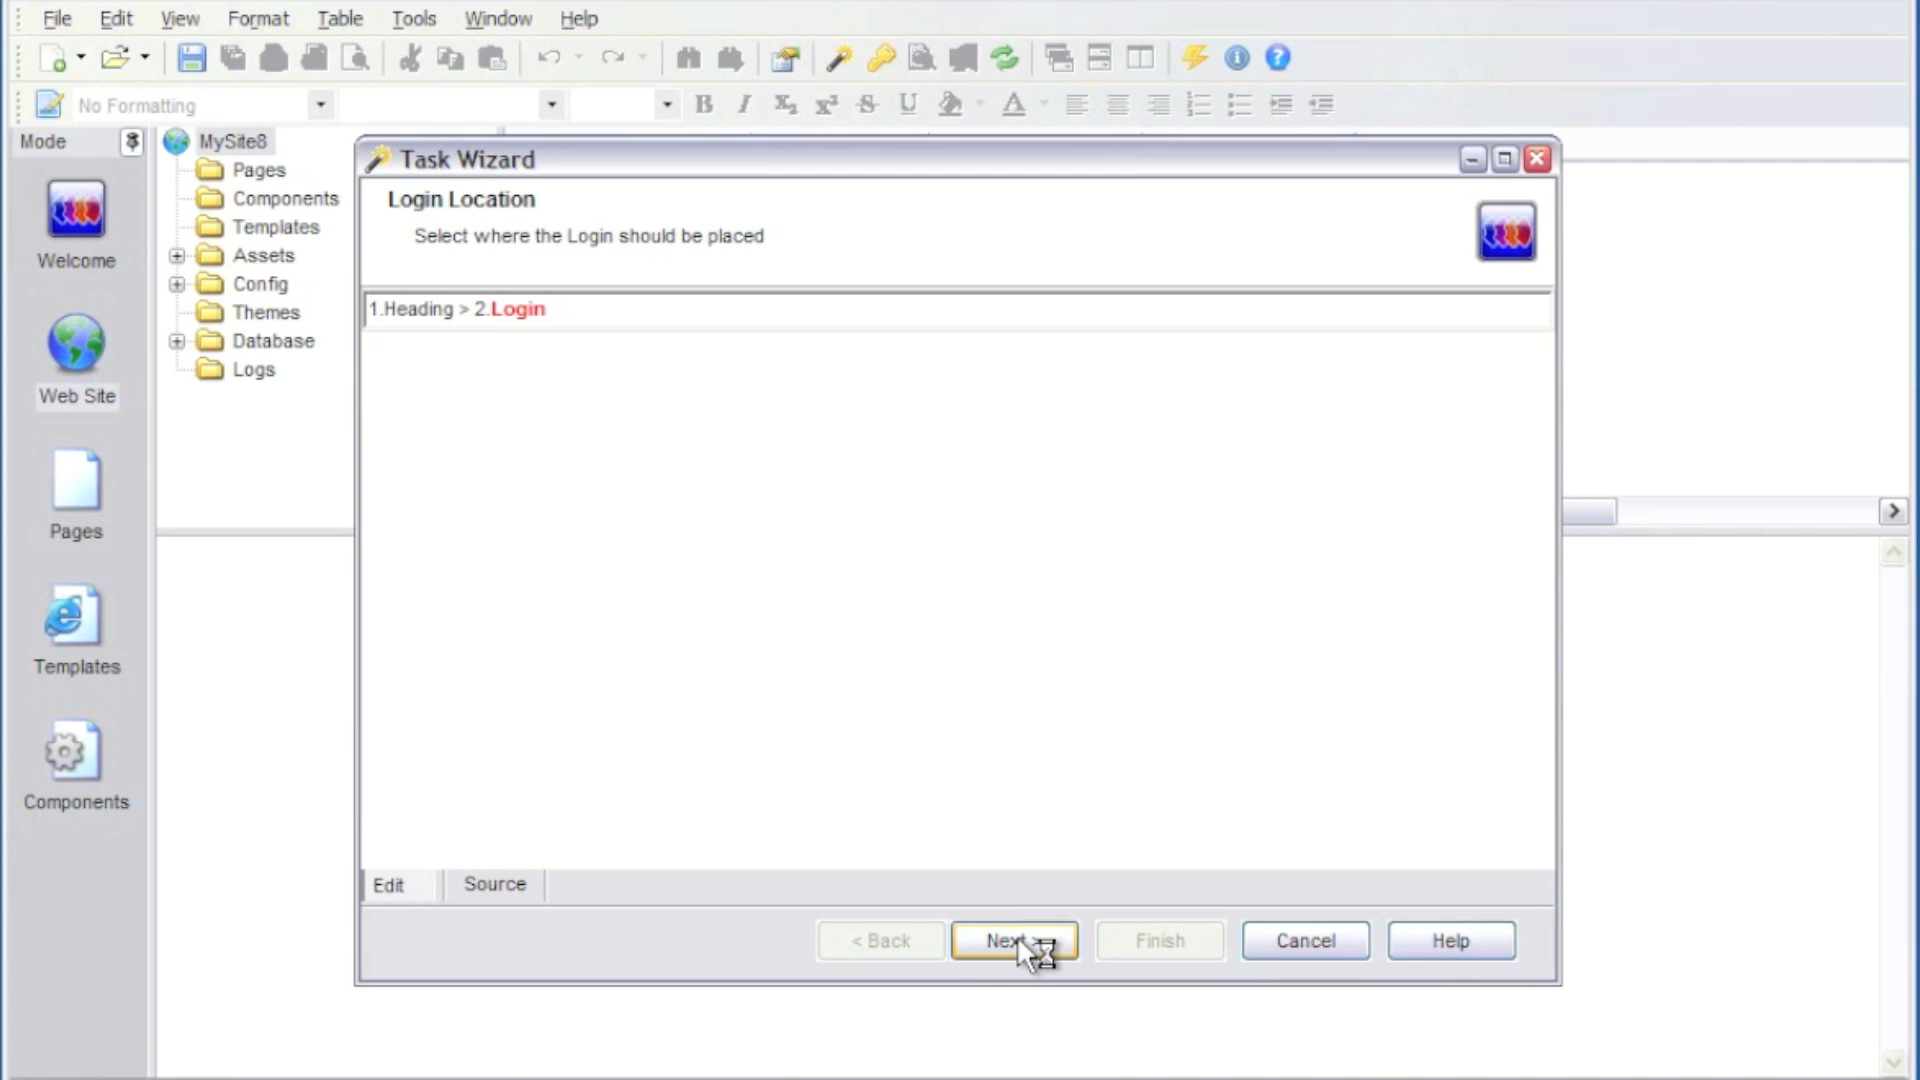 File Edit View Format Table Tools Window Help
No Formatting
B I X₂ x² S U A
Mode
Welcome
Web Site
Pages
Templates
Components
MySite8
Pages
Components
Templates
Assets
Config
Themes
Database
Logs
Task Wizard
Login Location
Select where the Login should be placed
1.Heading > 2.Login
Edit Source
< Back Next Finish Cancel Help